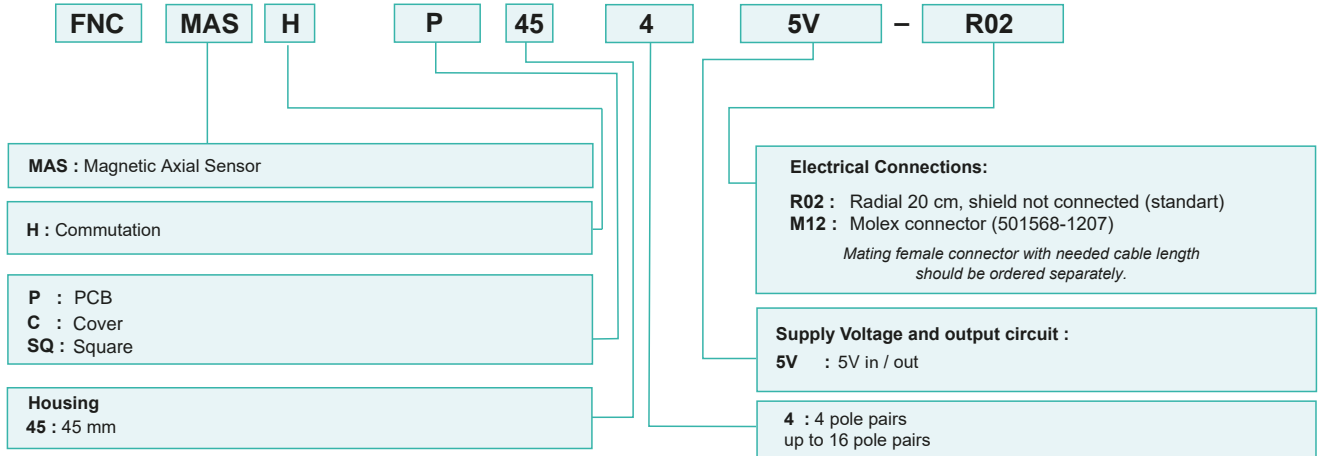 FNC MAS H P 45 4 5V – R02
MAS : Magnetic Axial Sensor
H : Commutation
P : PCB
C : Cover
SQ : Square
Housing
45 : 45 mm
Electrical Connections:
R02 : Radial 20 cm, shield not connected (standart)
M12 : Molex connector (501568-1207)
Mating female connector with needed cable length
should be ordered separately.
Supply Voltage and output circuit :
5V : 5V in / out
4 : 4 pole pairs
up to 16 pole pairs